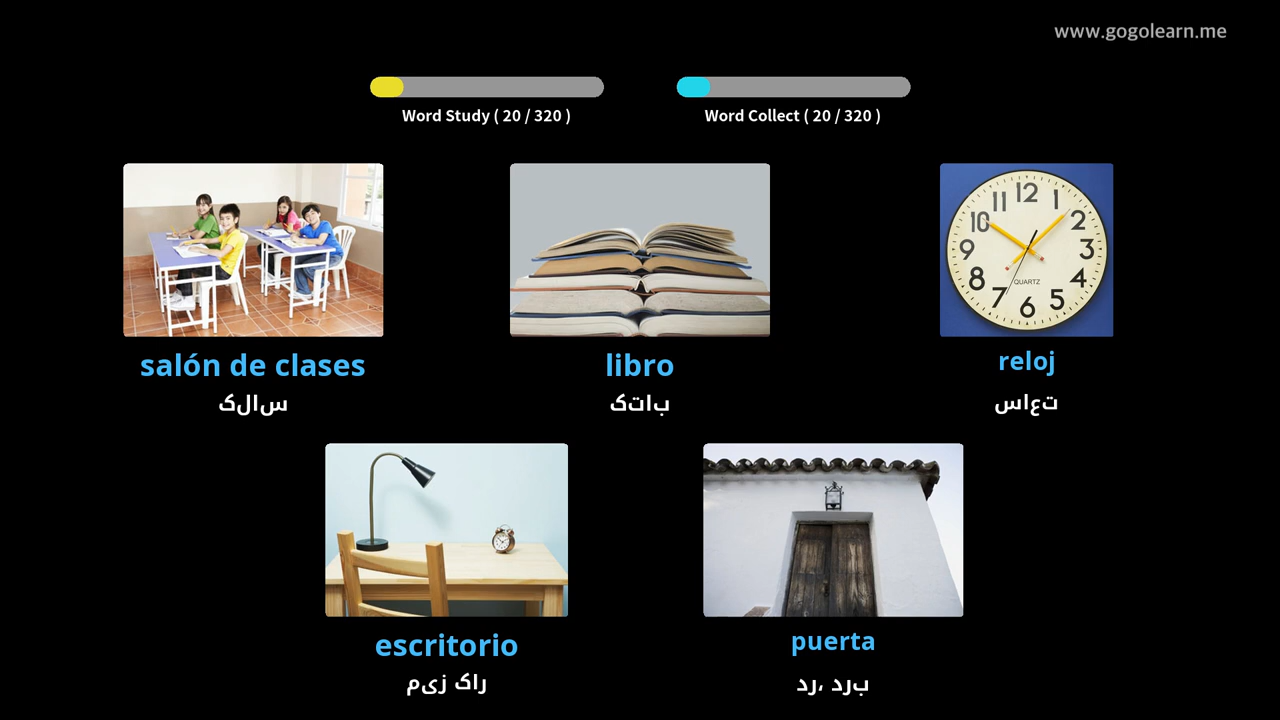 www.gogolearn.me
Word Study ( 20 / 320 )
Word Collect ( 20 / 320 )
salón de clases
سالک
libro
باتک
reloj
تعاس
escritorio
راک زیم
puerta
برد ،رد